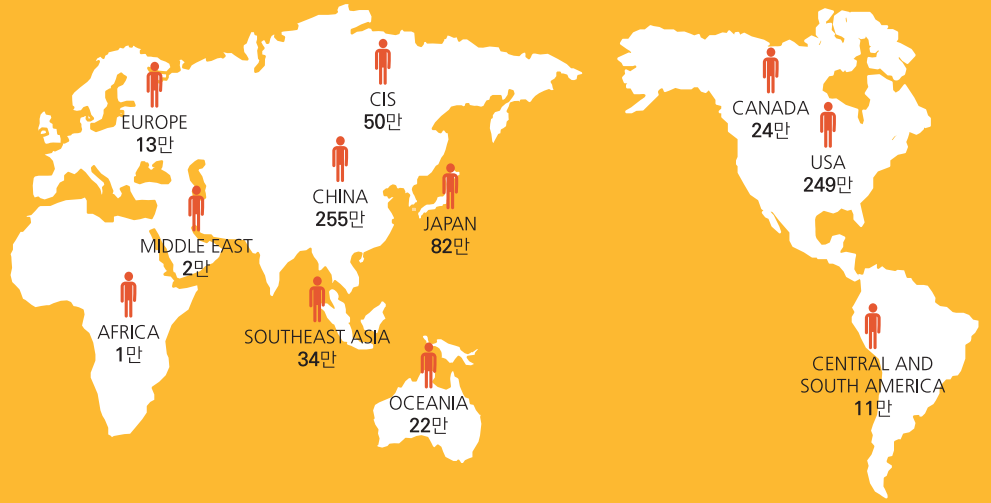 CIS
50만
EUROPE
13만
CHINA
255만
JAPAN
82만
MIDDLE EAST
2만
AFRICA
1만
SOUTHEAST ASIA
34만
OCEANIA
22만
CANADA
24만
USA
249만
CENTRAL AND
SOUTH AMERICA
11만